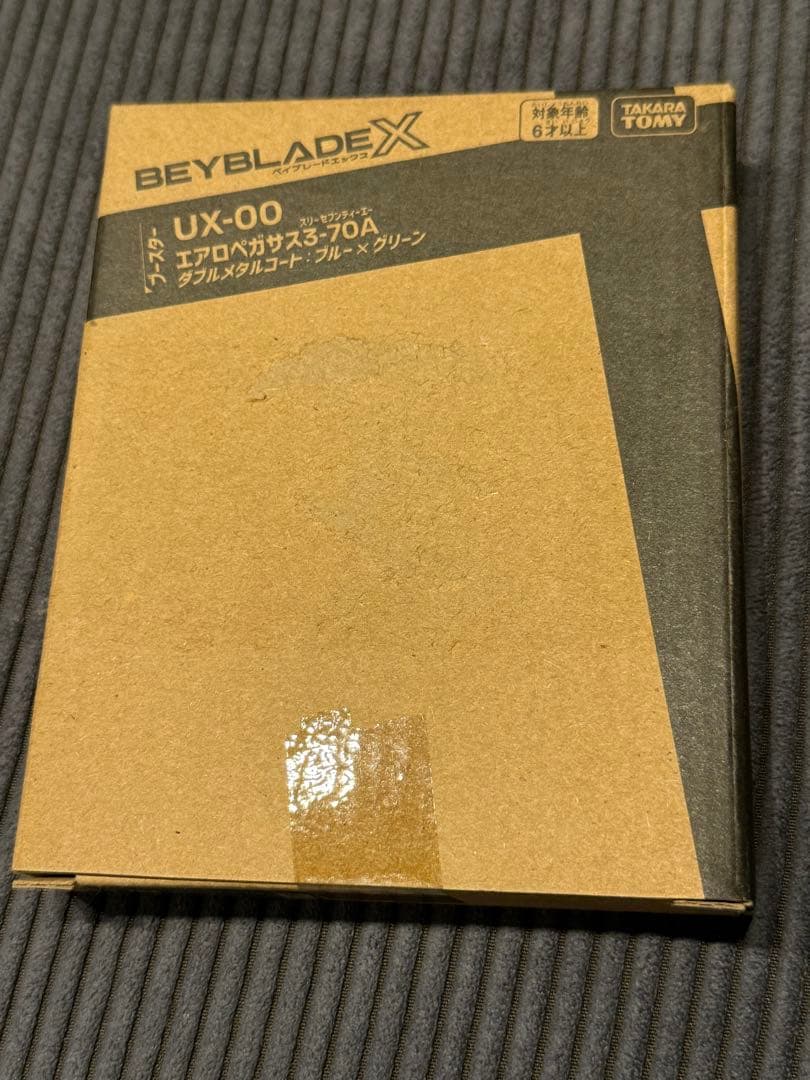 BEYBLADE X
ベイブレードエックス
対象年齢
6才以上
TAKARA
TOMY
ブースター
UX-00
スリーセブンティーエー
エアロペガサス3-70A
ダブルメタルコート：ブルー×グリーン